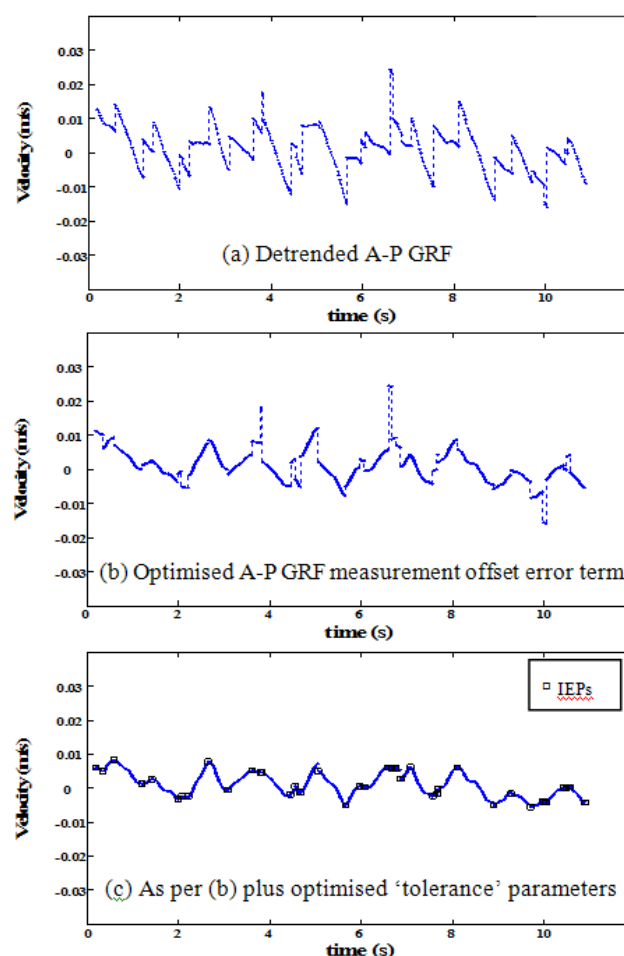 0.03
0.02
0.01
0
-0.01
-0.02
-0.03
Velocity (m/s)
(a) Detrended A-P GRF
0 2 4 6 8 10
time (s)
0.03
0.02
0.01
0
-0.01
-0.02
-0.03
Velocity (m/s)
(b) Optimised A-P GRF measurement offset error term
0 2 4 6 8 10
time (s)
0.03
0.02
0.01
0
-0.01
-0.02
-0.03
Velocity (m/s)
IEPs
(c) As per (b) plus optimised ‘tolerance’ parameters
0 2 4 6 8 10
time (s)